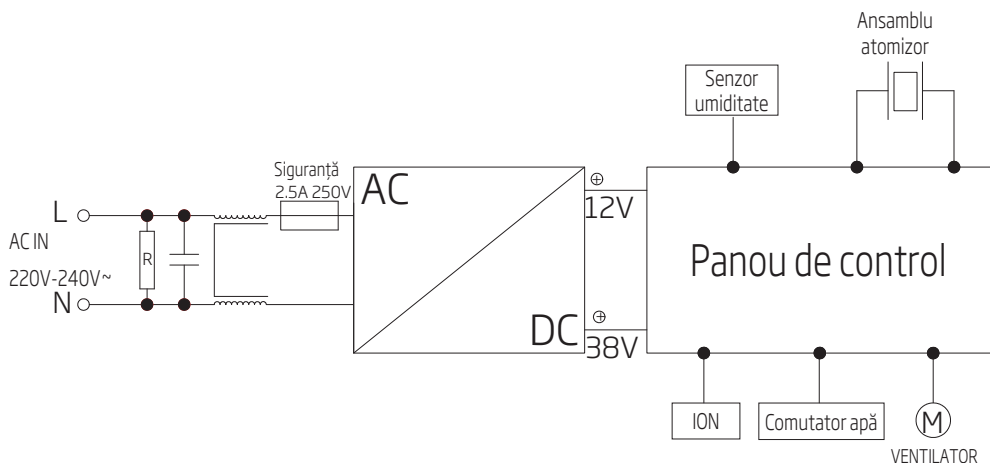 Ansamblu
atomizor
Senzor
umiditate
Siguranță
2.5A 250V
AC
12V
L
AC IN
R
220V-240V~
N
Panou de control
DC
38V
ION
Comutator apă
M
VENTILATOR